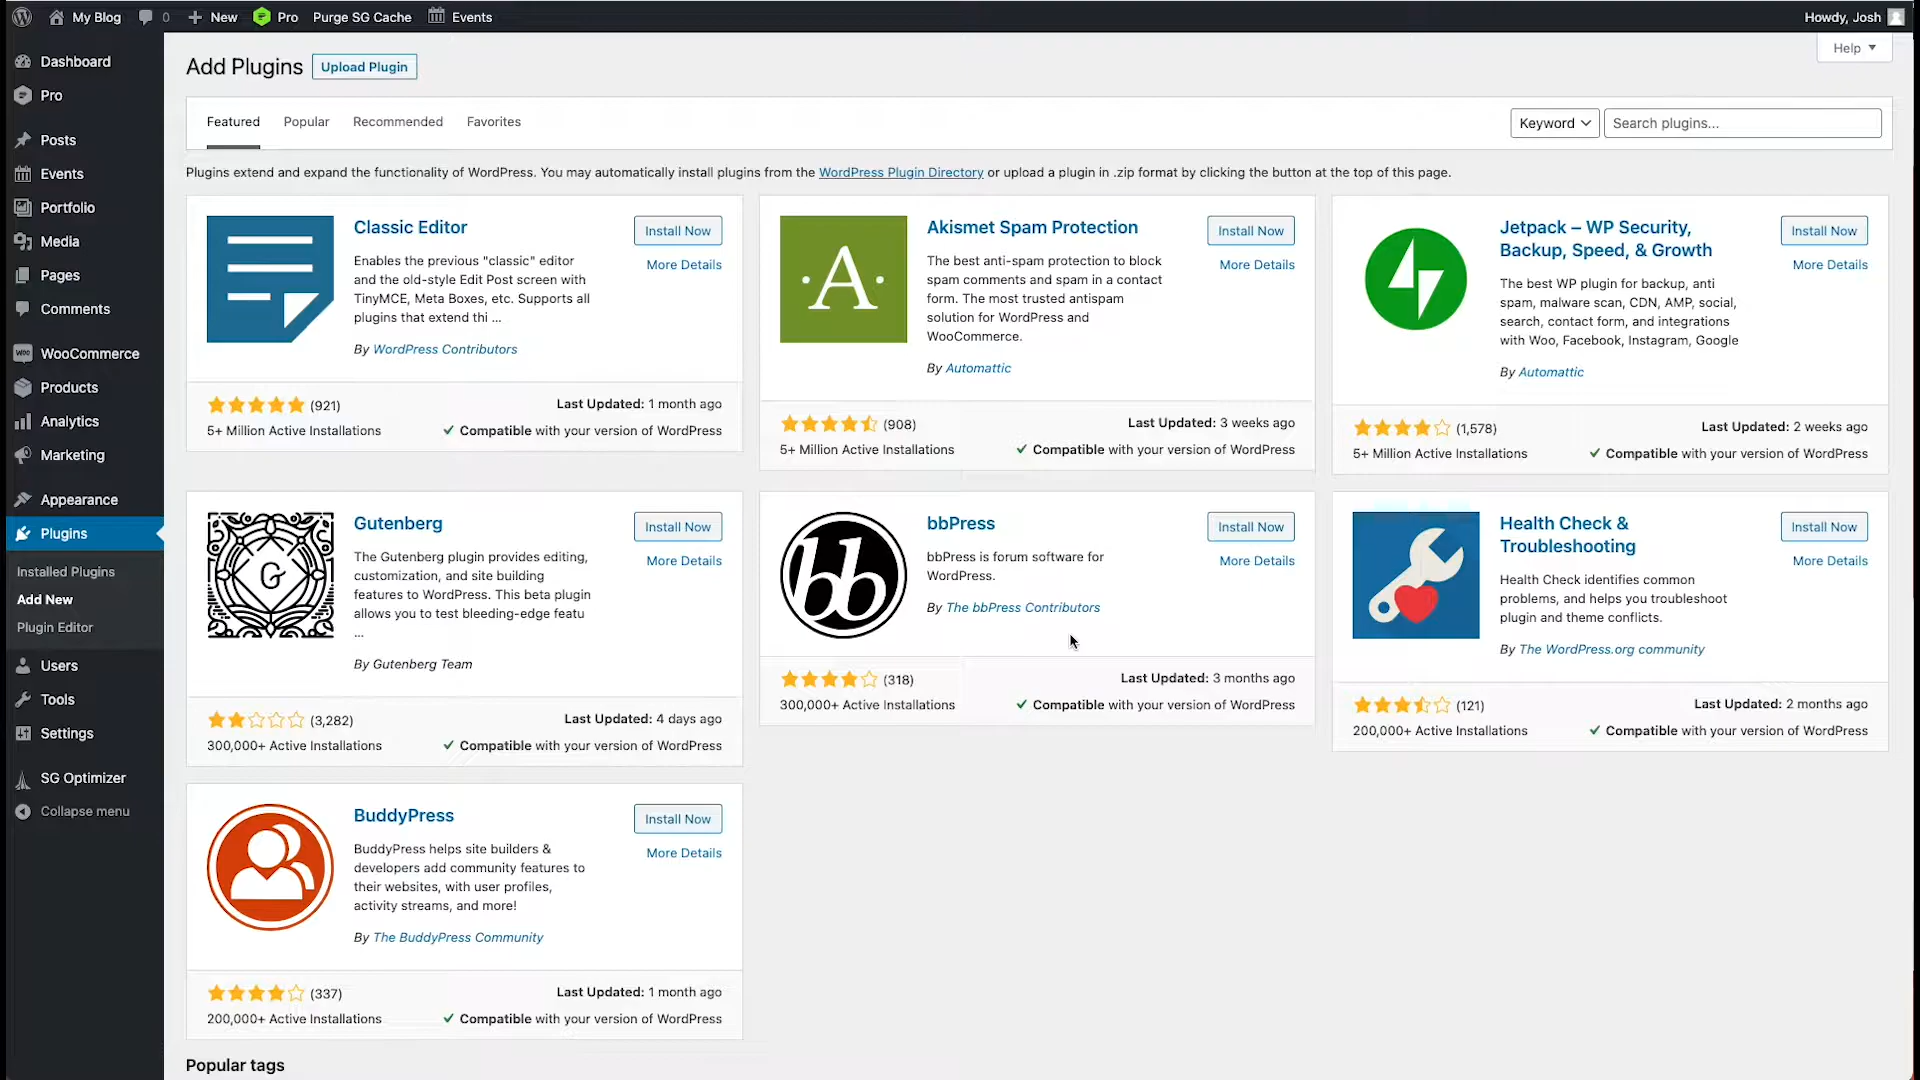 My Blog 0 New Pro Purge SG Cache Events Howdy, Josh
Help
Dashboard
Pro
Posts
Events
Portfolio
Media
Pages
Comments
WooCommerce
Products
Analytics
Marketing
Appearance
Plugins
Installed Plugins
Add New
Plugin Editor
Users
Tools
Settings
SG Optimizer
Collapse menu
Add Plugins Upload Plugin
Featured Popular Recommended Favorites Keyword Search plugins...
Plugins extend and expand the functionality of WordPress. You may automatically install plugins from the WordPress Plugin Directory or upload a plugin in .zip format by clicking the button at the top of this page.
Classic Editor
Install Now
More Details
Enables the previous "classic" editor
and the old-style Edit Post screen with
TinyMCE, Meta Boxes, etc. Supports all
plugins that extend thi ...
By WordPress Contributors
(921)
Last Updated: 1 month ago
5+ Million Active Installations
Compatible with your version of WordPress
A
Akismet Spam Protection
Install Now
More Details
The best anti-spam protection to block
spam comments and spam in a contact
form. The most trusted antispam
solution for WordPress and
WooCommerce.
By Automattic
(908)
Last Updated: 3 weeks ago
5+ Million Active Installations
Compatible with your version of WordPress
Jetpack – WP Security,
Backup, Speed, & Growth
Install Now
More Details
The best WP plugin for backup, anti
spam, malware scan, CDN, AMP, social,
search, contact form, and integrations
with Woo, Facebook, Instagram, Google
By Automattic
(1,578)
Last Updated: 2 weeks ago
5+ Million Active Installations
Compatible with your version of WordPress
G
Gutenberg
Install Now
More Details
The Gutenberg plugin provides editing,
customization, and site building
features to WordPress. This beta plugin
allows you to test bleeding-edge featu
...
By Gutenberg Team
(3,282)
Last Updated: 4 days ago
300,000+ Active Installations
Compatible with your version of WordPress
bb
bbPress
Install Now
More Details
bbPress is forum software for
WordPress.
By The bbPress Contributors
(318)
Last Updated: 3 months ago
300,000+ Active Installations
Compatible with your version of WordPress
Health Check &
Troubleshooting
Install Now
More Details
Health Check identifies common
problems, and helps you troubleshoot
plugin and theme conflicts.
By The WordPress.org community
(121)
Last Updated: 2 months ago
200,000+ Active Installations
Compatible with your version of WordPress
BuddyPress
Install Now
More Details
BuddyPress helps site builders &
developers add community features to
their websites, with user profiles,
activity streams, and more!
By The BuddyPress Community
(337)
Last Updated: 1 month ago
200,000+ Active Installations
Compatible with your version of WordPress
Popular tags